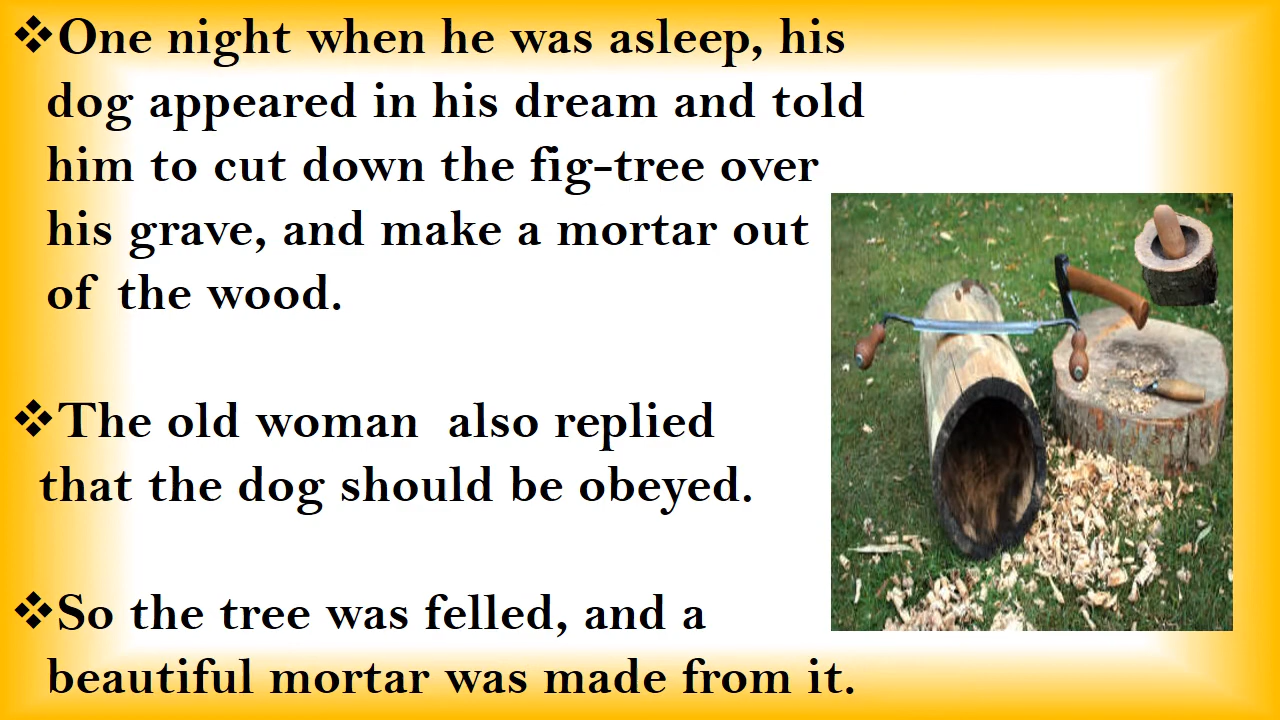 ❖One night when he was asleep, his
dog appeared in his dream and told
him to cut down the fig-tree over
his grave, and make a mortar out
of the wood.
❖The old woman also replied
that the dog should be obeyed.
❖So the tree was felled, and a
beautiful mortar was made from it.